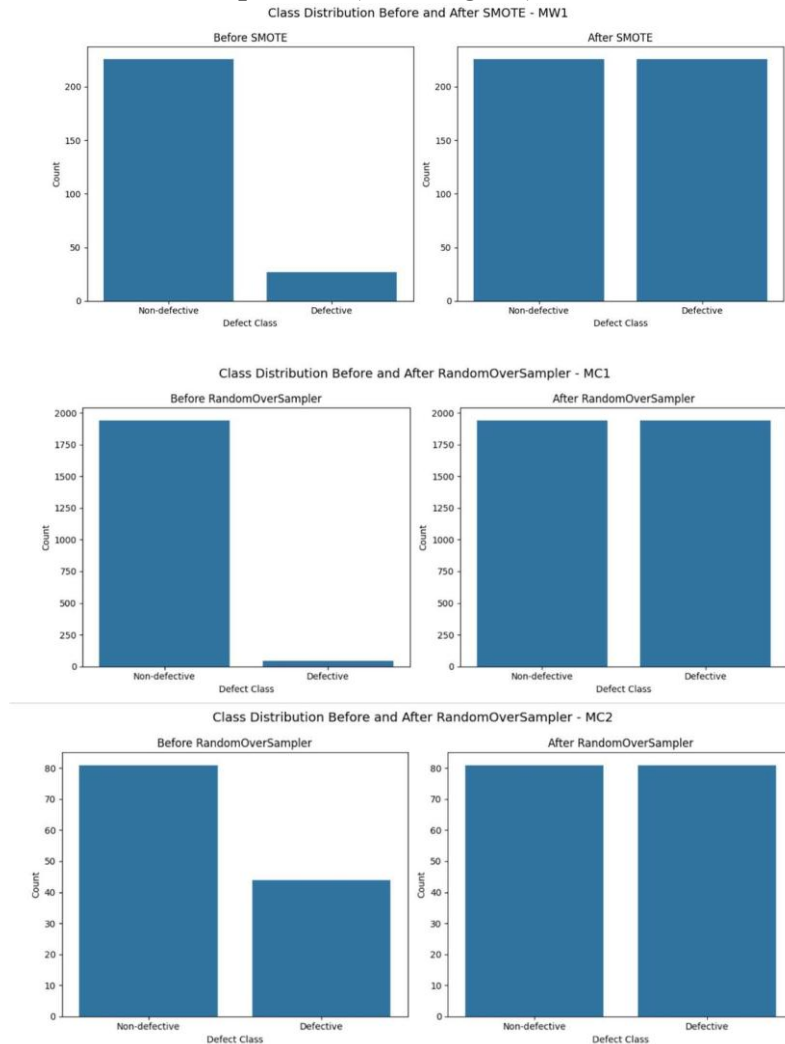 Class Distribution Before and After SMOTE - MW1
Before SMOTE
After SMOTE
Count
200
150
100
50
0
Non-defective
Defective
Defect Class
Count
200
150
100
50
0
Non-defective
Defective
Defect Class
Class Distribution Before and After RandomOverSampler - MC1
Before RandomOverSampler
After RandomOverSampler
Count
2000
1750
1500
1250
1000
750
500
250
0
Non-defective
Defective
Defect Class
Count
2000
1750
1500
1250
1000
750
500
250
0
Non-defective
Defective
Defect Class
Class Distribution Before and After RandomOverSampler - MC2
Before RandomOverSampler
After RandomOverSampler
Count
80
70
60
50
40
30
20
10
0
Non-defective
Defective
Defect Class
Count
80
70
60
50
40
30
20
10
0
Non-defective
Defective
Defect Class